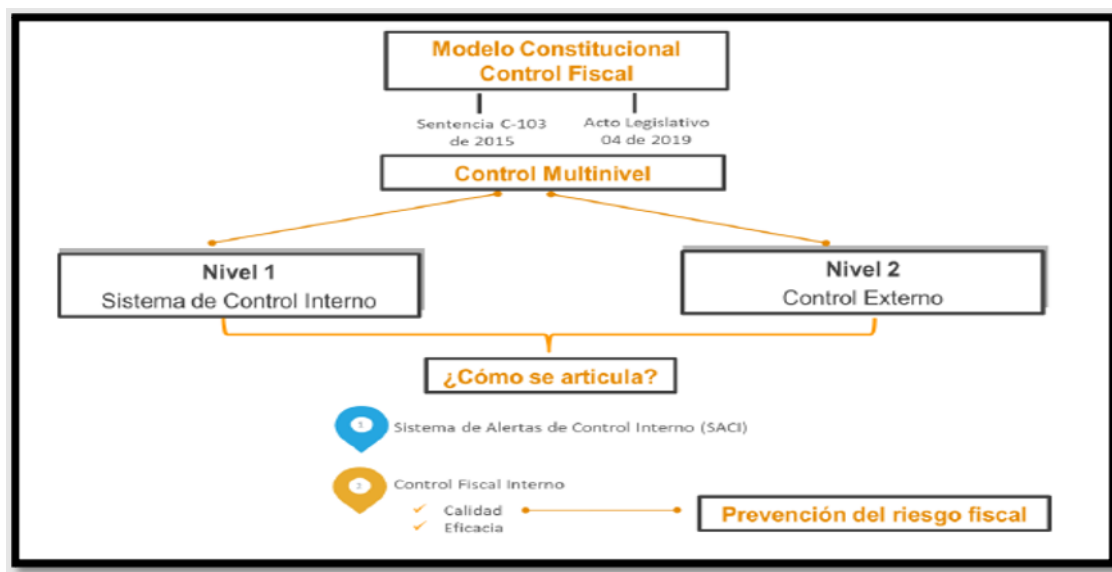 Modelo Constitucional
Control Fiscal
Sentencia C-103
de 2015
Acto Legislativo
04 de 2019
Control Multinivel
Nivel 1
Sistema de Control Interno
Nivel 2
Control Externo
¿Cómo se articula?
1
Sistema de Alertas de Control Interno (SACI)
2
Control Fiscal Interno
Calidad
Eficacia
Prevención del riesgo fiscal